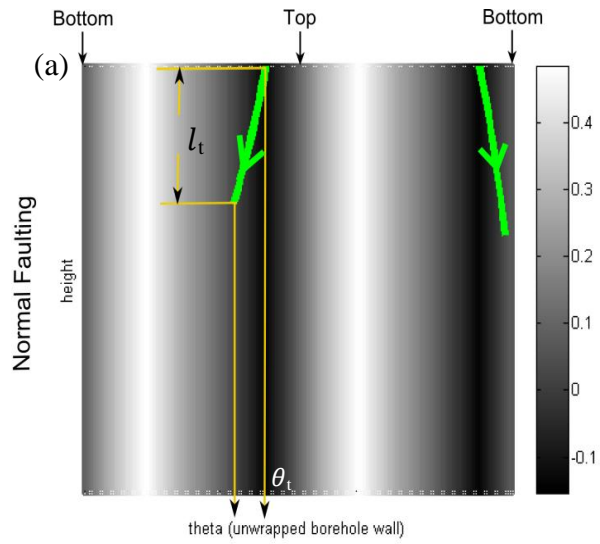 Bottom Top Bottom
(a)
l_t
Normal Faulting
height
θ_t
theta (unwrapped borehole wall)
0.4
0.3
0.2
0.1
0
-0.1